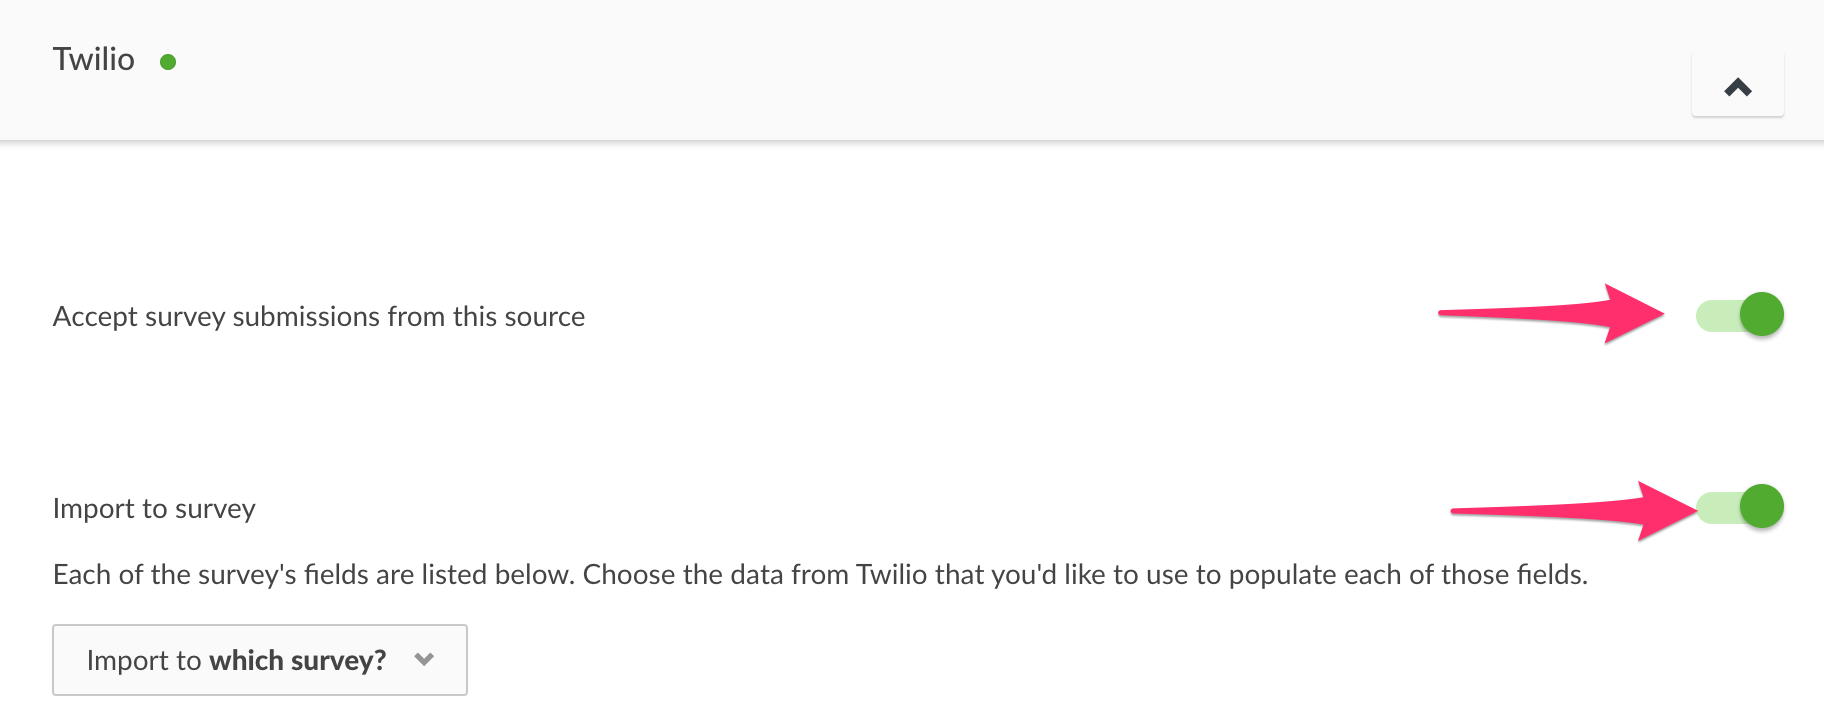 Twilio
Accept survey submissions from this source
Import to survey
Each of the survey's fields are listed below. Choose the data from Twilio that you'd like to use to populate each of those fields.
Import to which survey?